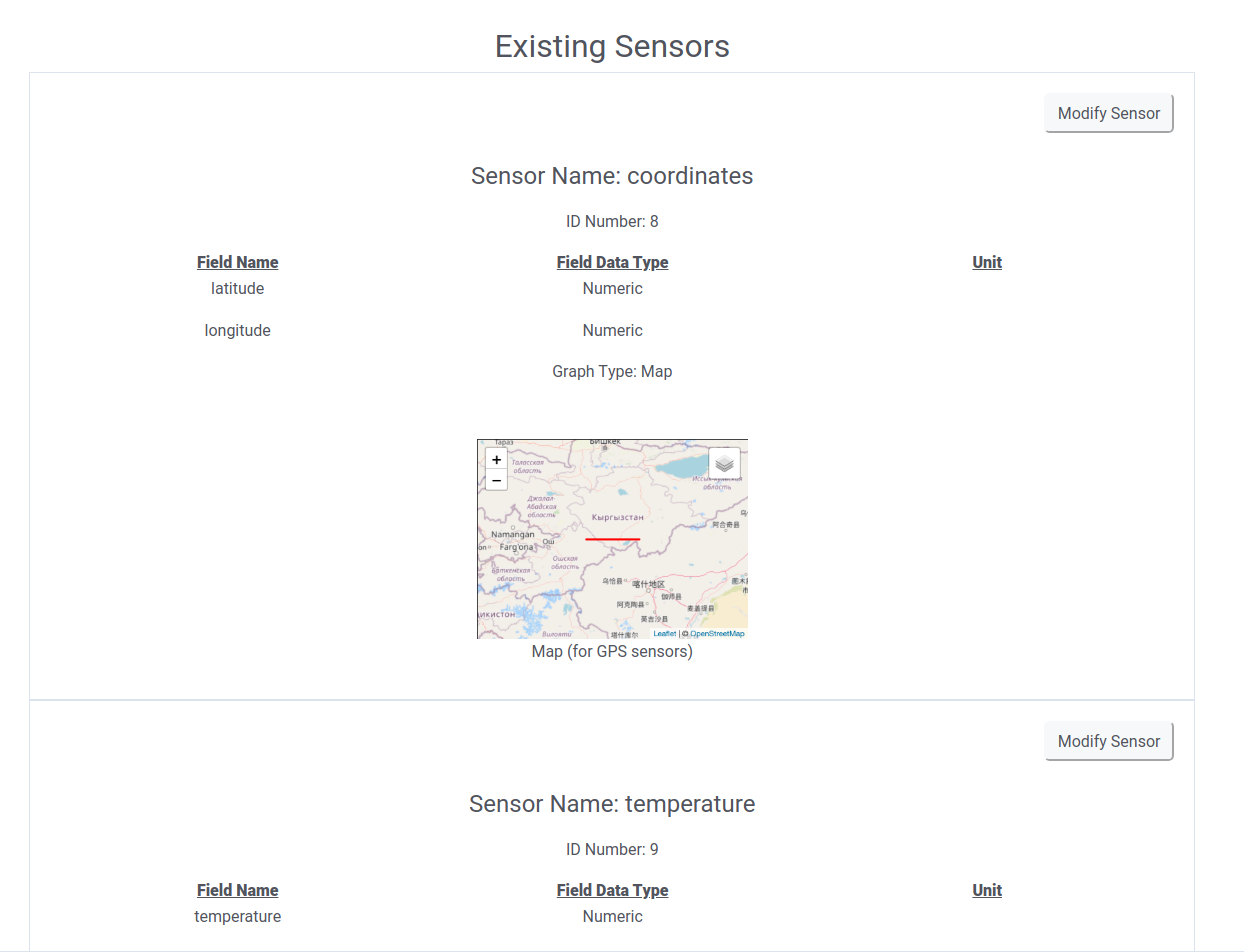 Existing Sensors
Modify Sensor
Sensor Name: coordinates
ID Number: 8
Field Name Field Data Type Unit
latitude Numeric
longitude Numeric
Graph Type: Map
Тараз Бишкек
+
Таласская
область
−
Иссык-Кульская
область
Джалал-
Абадская
область
Кыргызстан
阿合奇县
Namangan
Ош
Farg'ona
Ошская
область
Баткенская
область
乌恰县
喀什地区
伽师县
阿克陶县
麦盖提县
英吉沙县
Вилояти
塔什库尔
Leaflet | © OpenStreetMap
Map (for GPS sensors)
Modify Sensor
Sensor Name: temperature
ID Number: 9
Field Name Field Data Type Unit
temperature Numeric